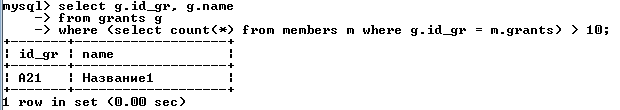 mysql> select g.id_gr, g.name
-> from grants g
-> where (select count(*) from members m where g.id_gr = m.grants) > 10;
+-------+-----------+
| id_gr | name |
+-------+-----------+
| A21 | Название1 |
+-------+-----------+
1 row in set (0.00 sec)